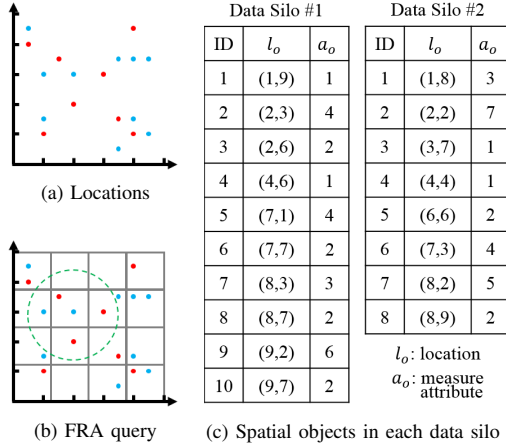 Data Silo #1
ID l_o a_o
1 (1,9) 1
2 (2,3) 4
3 (2,6) 2
4 (4,6) 1
5 (7,1) 4
6 (7,7) 2
7 (8,3) 3
8 (8,7) 2
9 (9,2) 6
10 (9,7) 2
Data Silo #2
ID l_o a_o
1 (1,8) 3
2 (2,2) 7
3 (3,7) 1
4 (4,4) 1
5 (6,6) 2
6 (7,3) 4
7 (8,2) 5
8 (8,9) 2
l_o: location
a_o: measure
attribute
(a) Locations
(b) FRA query
(c) Spatial objects in each data silo